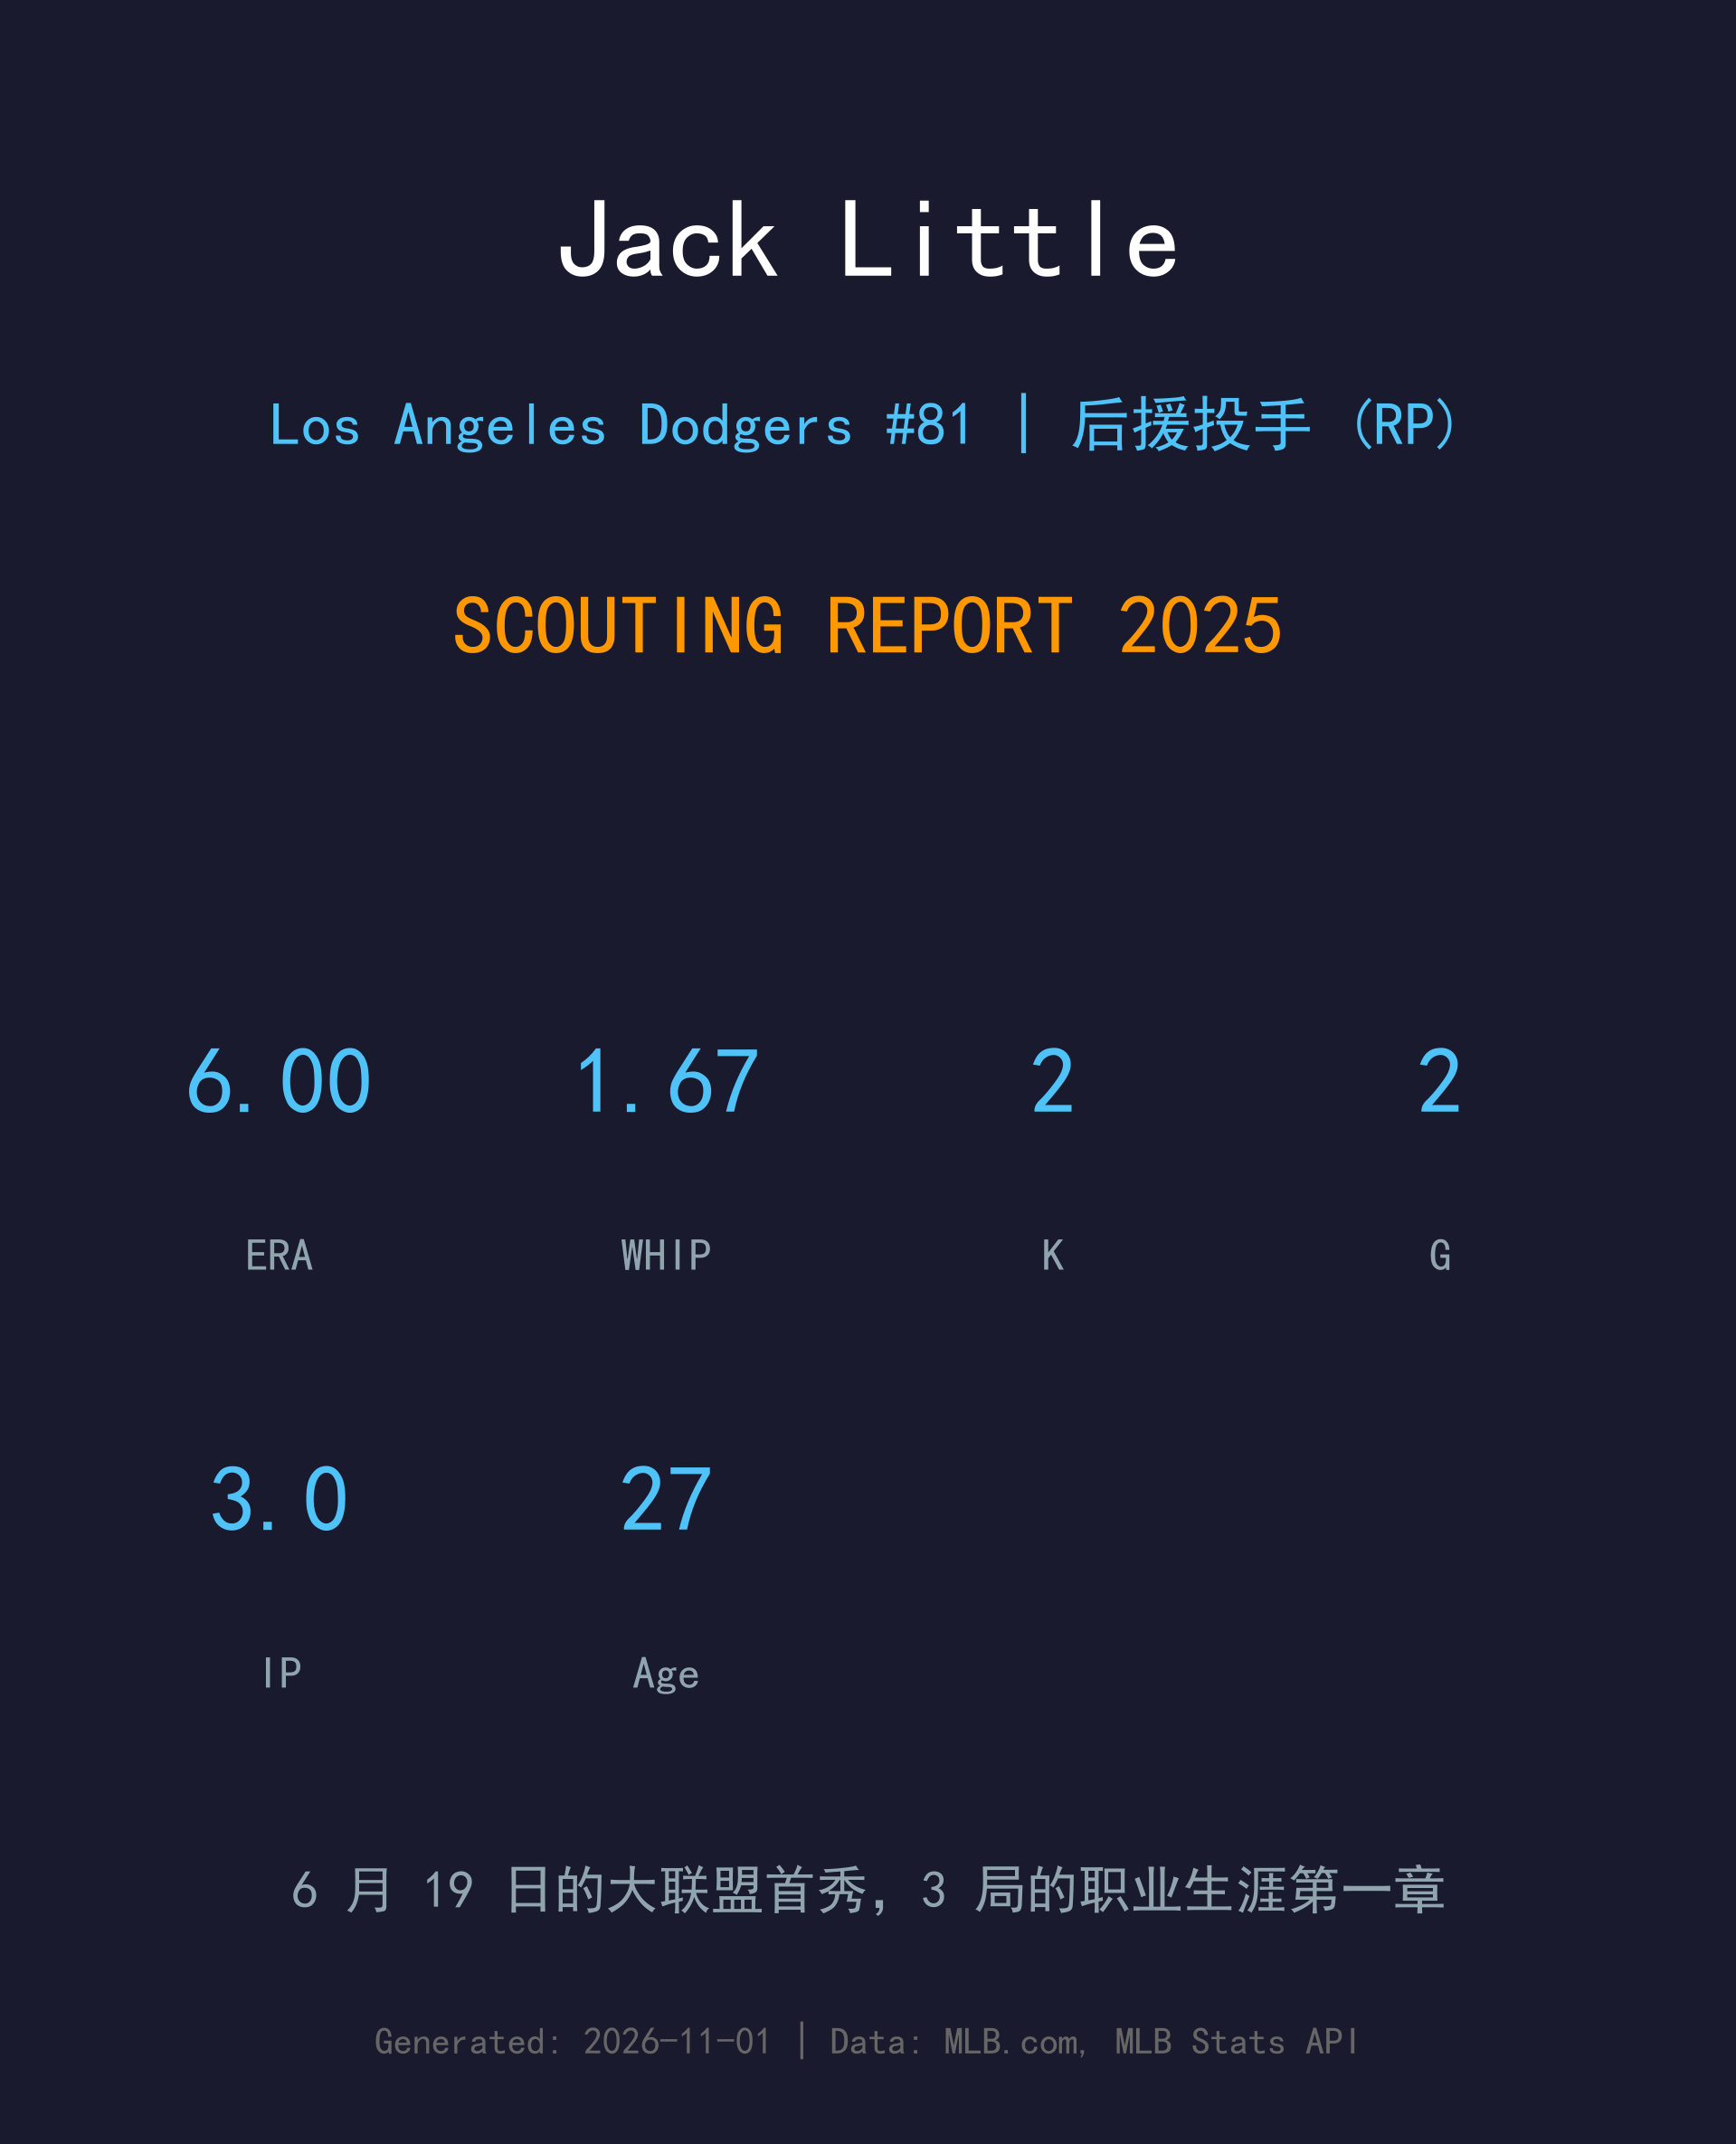 Jack Little
Los Angeles Dodgers #81 | 后援投手 (RP)
SCOUTING REPORT 2025
6.00 1.67 2 2
ERA WHIP K G
3.0 27
IP Age
6 月 19 日的大联盟首秀, 3 局的职业生涯第一章
Generated: 2026-11-01 | Data: MLB.com, MLB Stats API